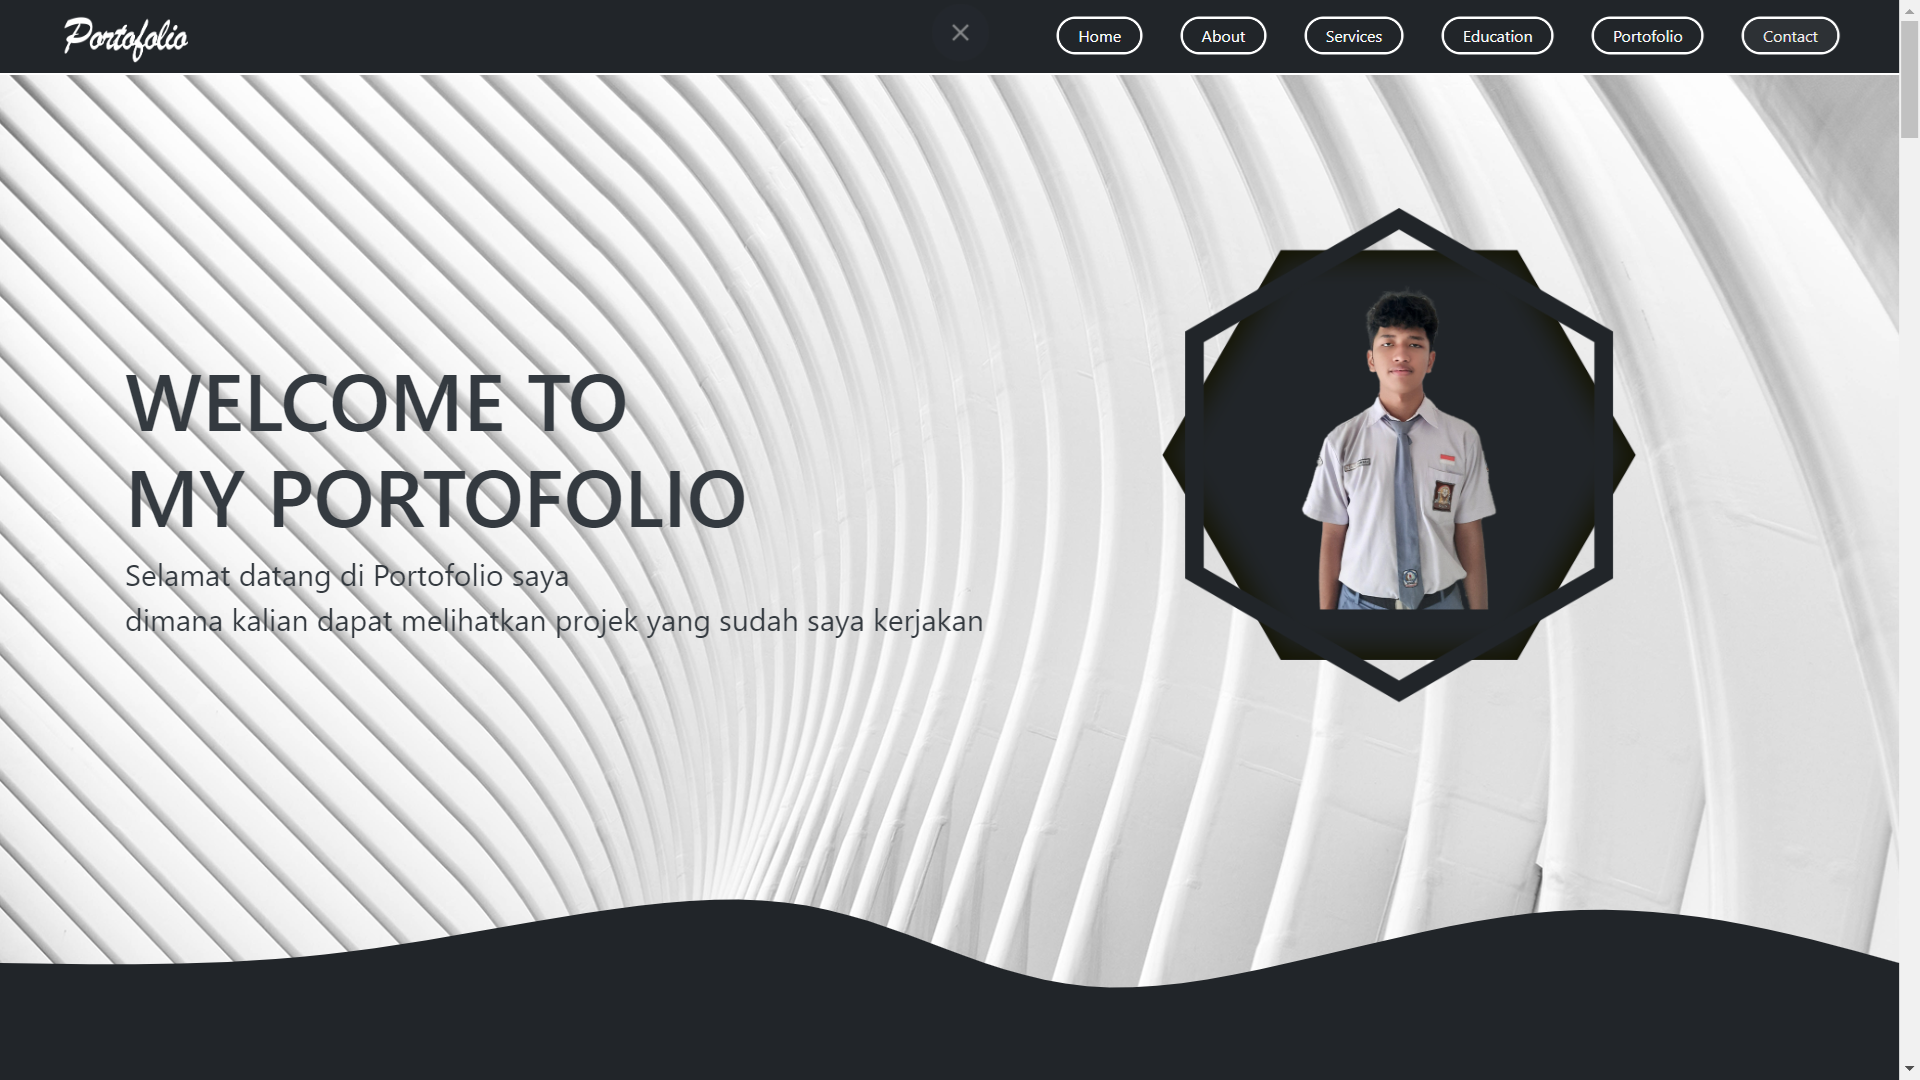 Portofolio
Home
About
Services
Education
Portofolio
Contact
WELCOME TO
MY PORTOFOLIO
Selamat datang di Portofolio saya
dimana kalian dapat melihatkan projek yang sudah saya kerjakan